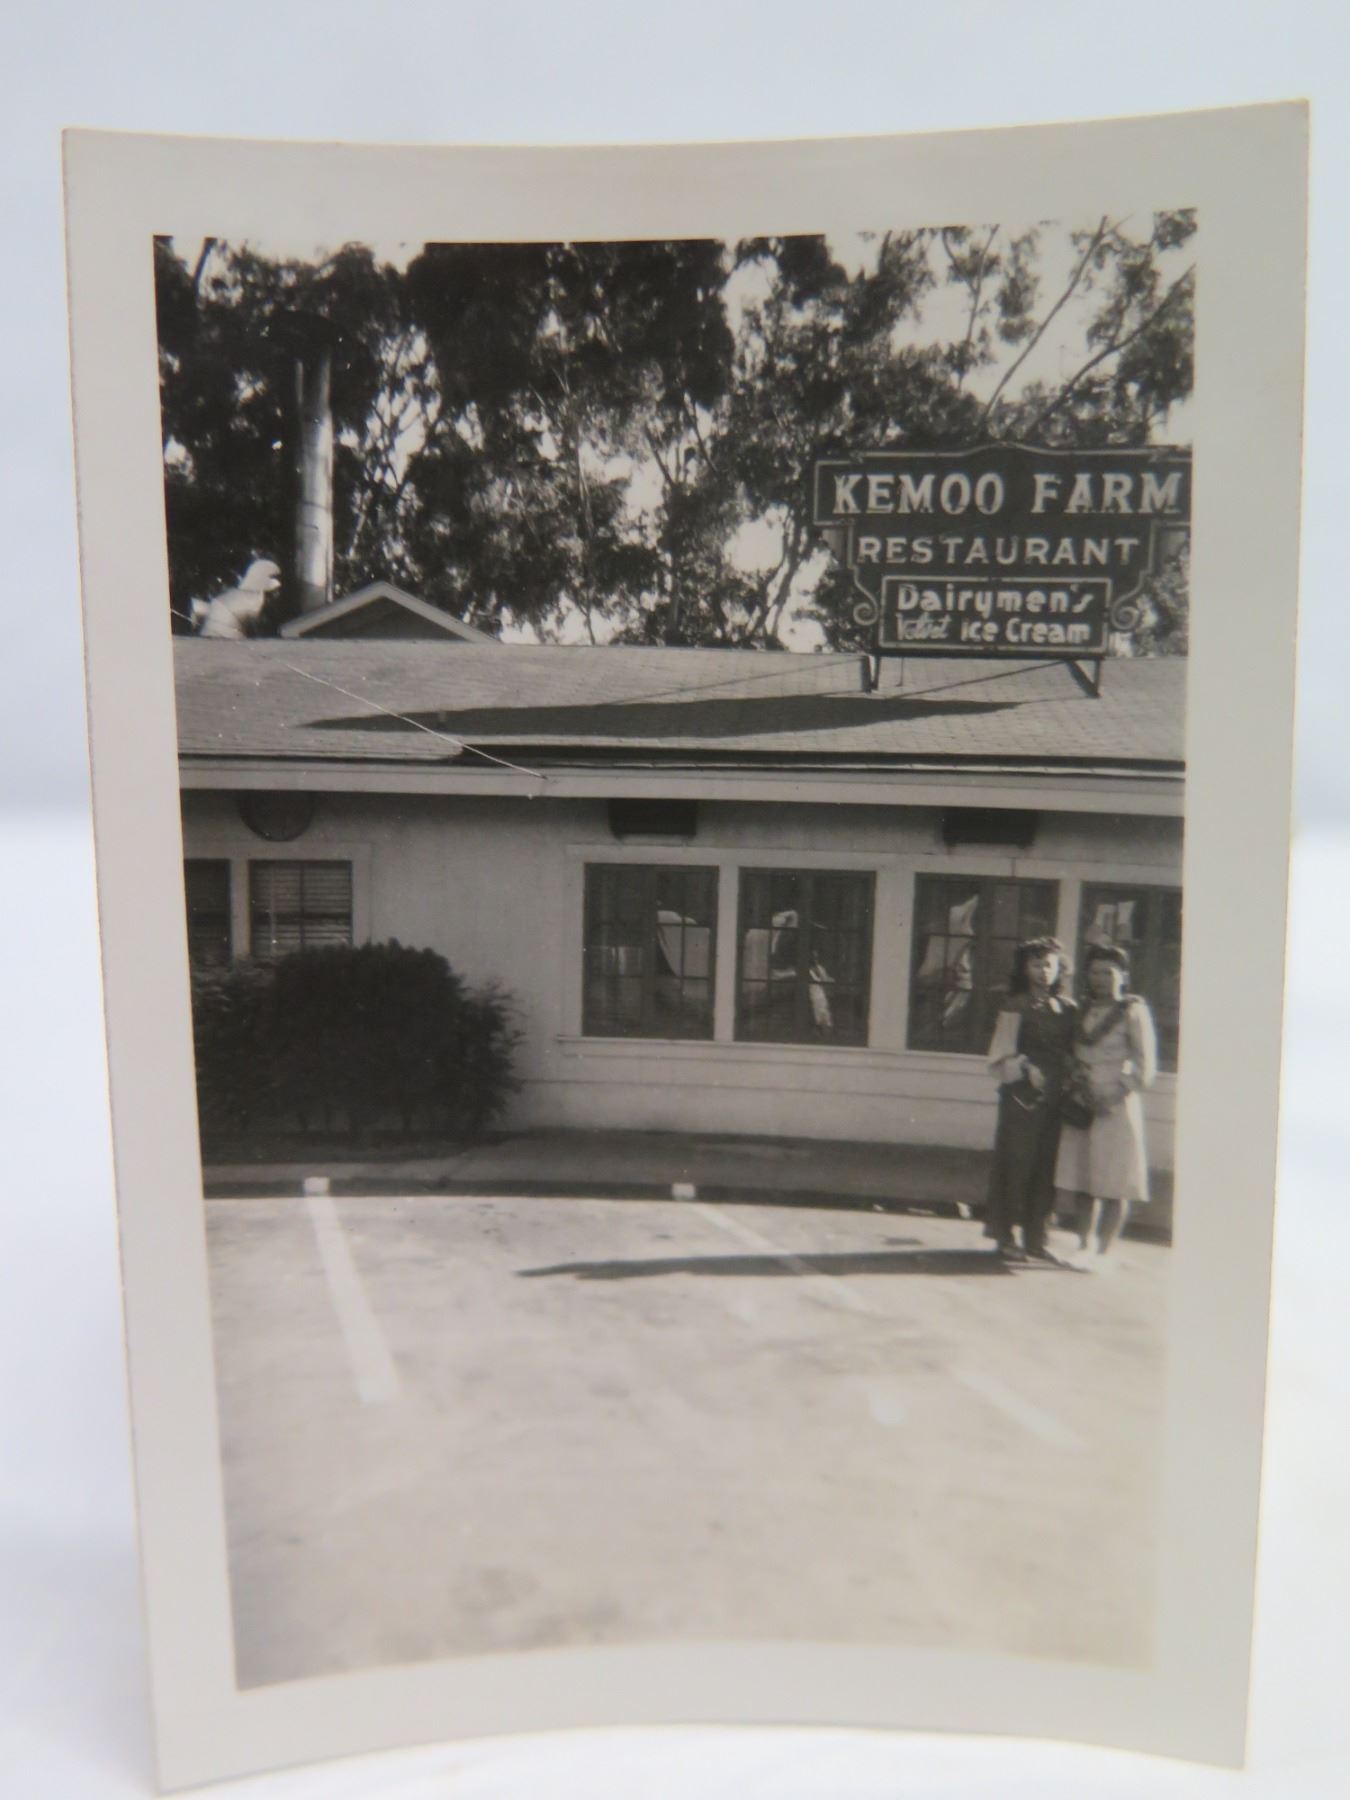 KEMOO FARM
RESTAURANT
Dairymen's
Velvet ice Cream